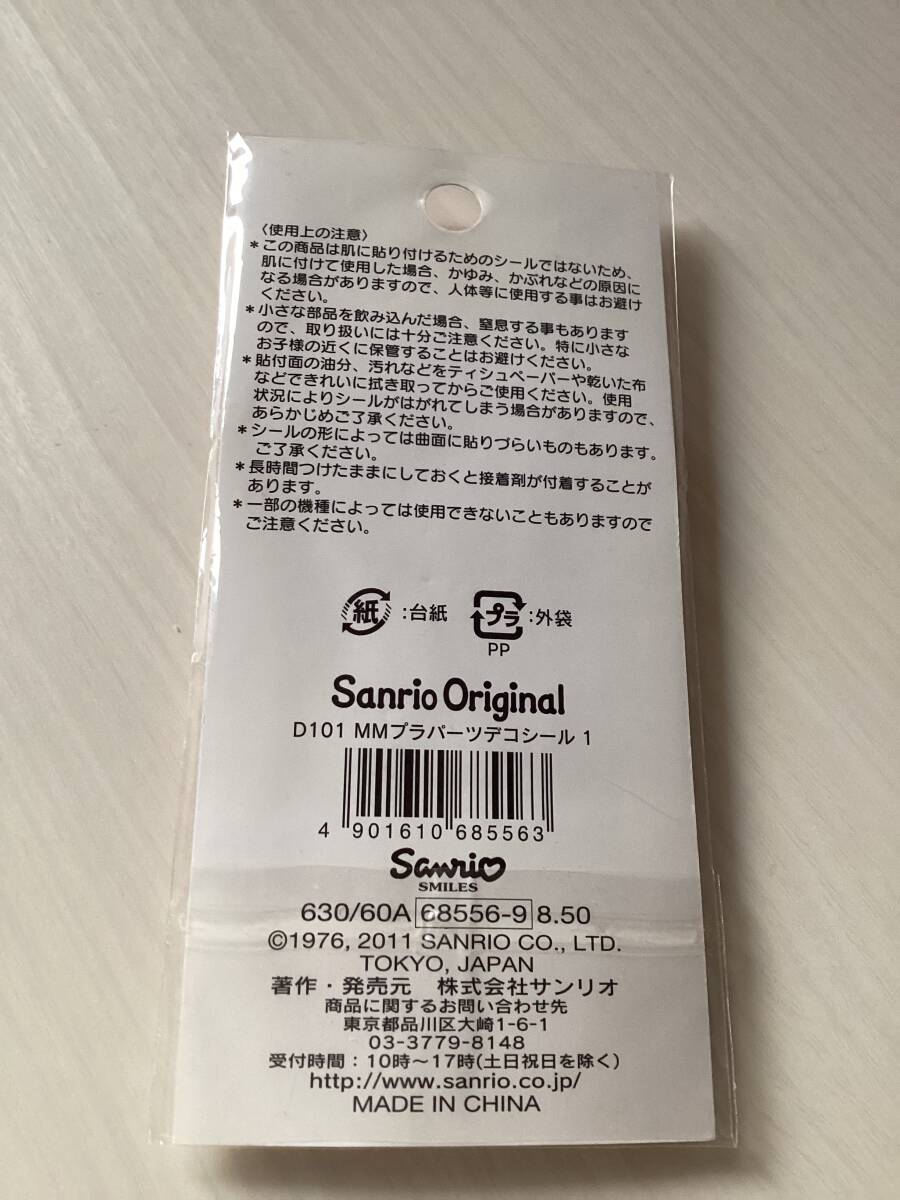 〈使用上の注意〉
＊この商品は肌に貼り付けるためのシールではないため、
肌に付けて使用した場合、かゆみ、かぶれなどの原因に
なる場合がありますので、人体等に使用する事はお避け
ください。
＊小さな部品を飲み込んだ場合、窒息する事もあります
ので、取り扱いには十分ご注意ください。特に小さな
お子様の近くに保管することはお避けください。
＊貼付面の油分、汚れなどをティシュペーパーや乾いた布
などできれいに拭き取ってからご使用ください。使用
状況によりシールがはがれてしまう場合がありますので、
あらかじめご了承ください。
＊シールの形によっては曲面に貼りづらいものもあります。
ご了承ください。
＊長時間つけたままにしておくと接着剤が付着することが
あります。
＊一部の機種によっては使用できないこともありますので
ご注意ください。
紙 :台紙 プラ :外袋
PP
Sanrio Original
D101 MMプラパーツデコシール 1
4 901610 685563
Sanrio
SMILES
630/60A 68556-9 8.50
©1976, 2011 SANRIO CO., LTD.
TOKYO, JAPAN
著作・発売元 株式会社サンリオ
商品に関するお問い合わせ先
東京都品川区大崎1-6-1
03-3779-8148
受付時間：10時～17時(土日祝日を除く)
http://www.sanrio.co.jp/
MADE IN CHINA